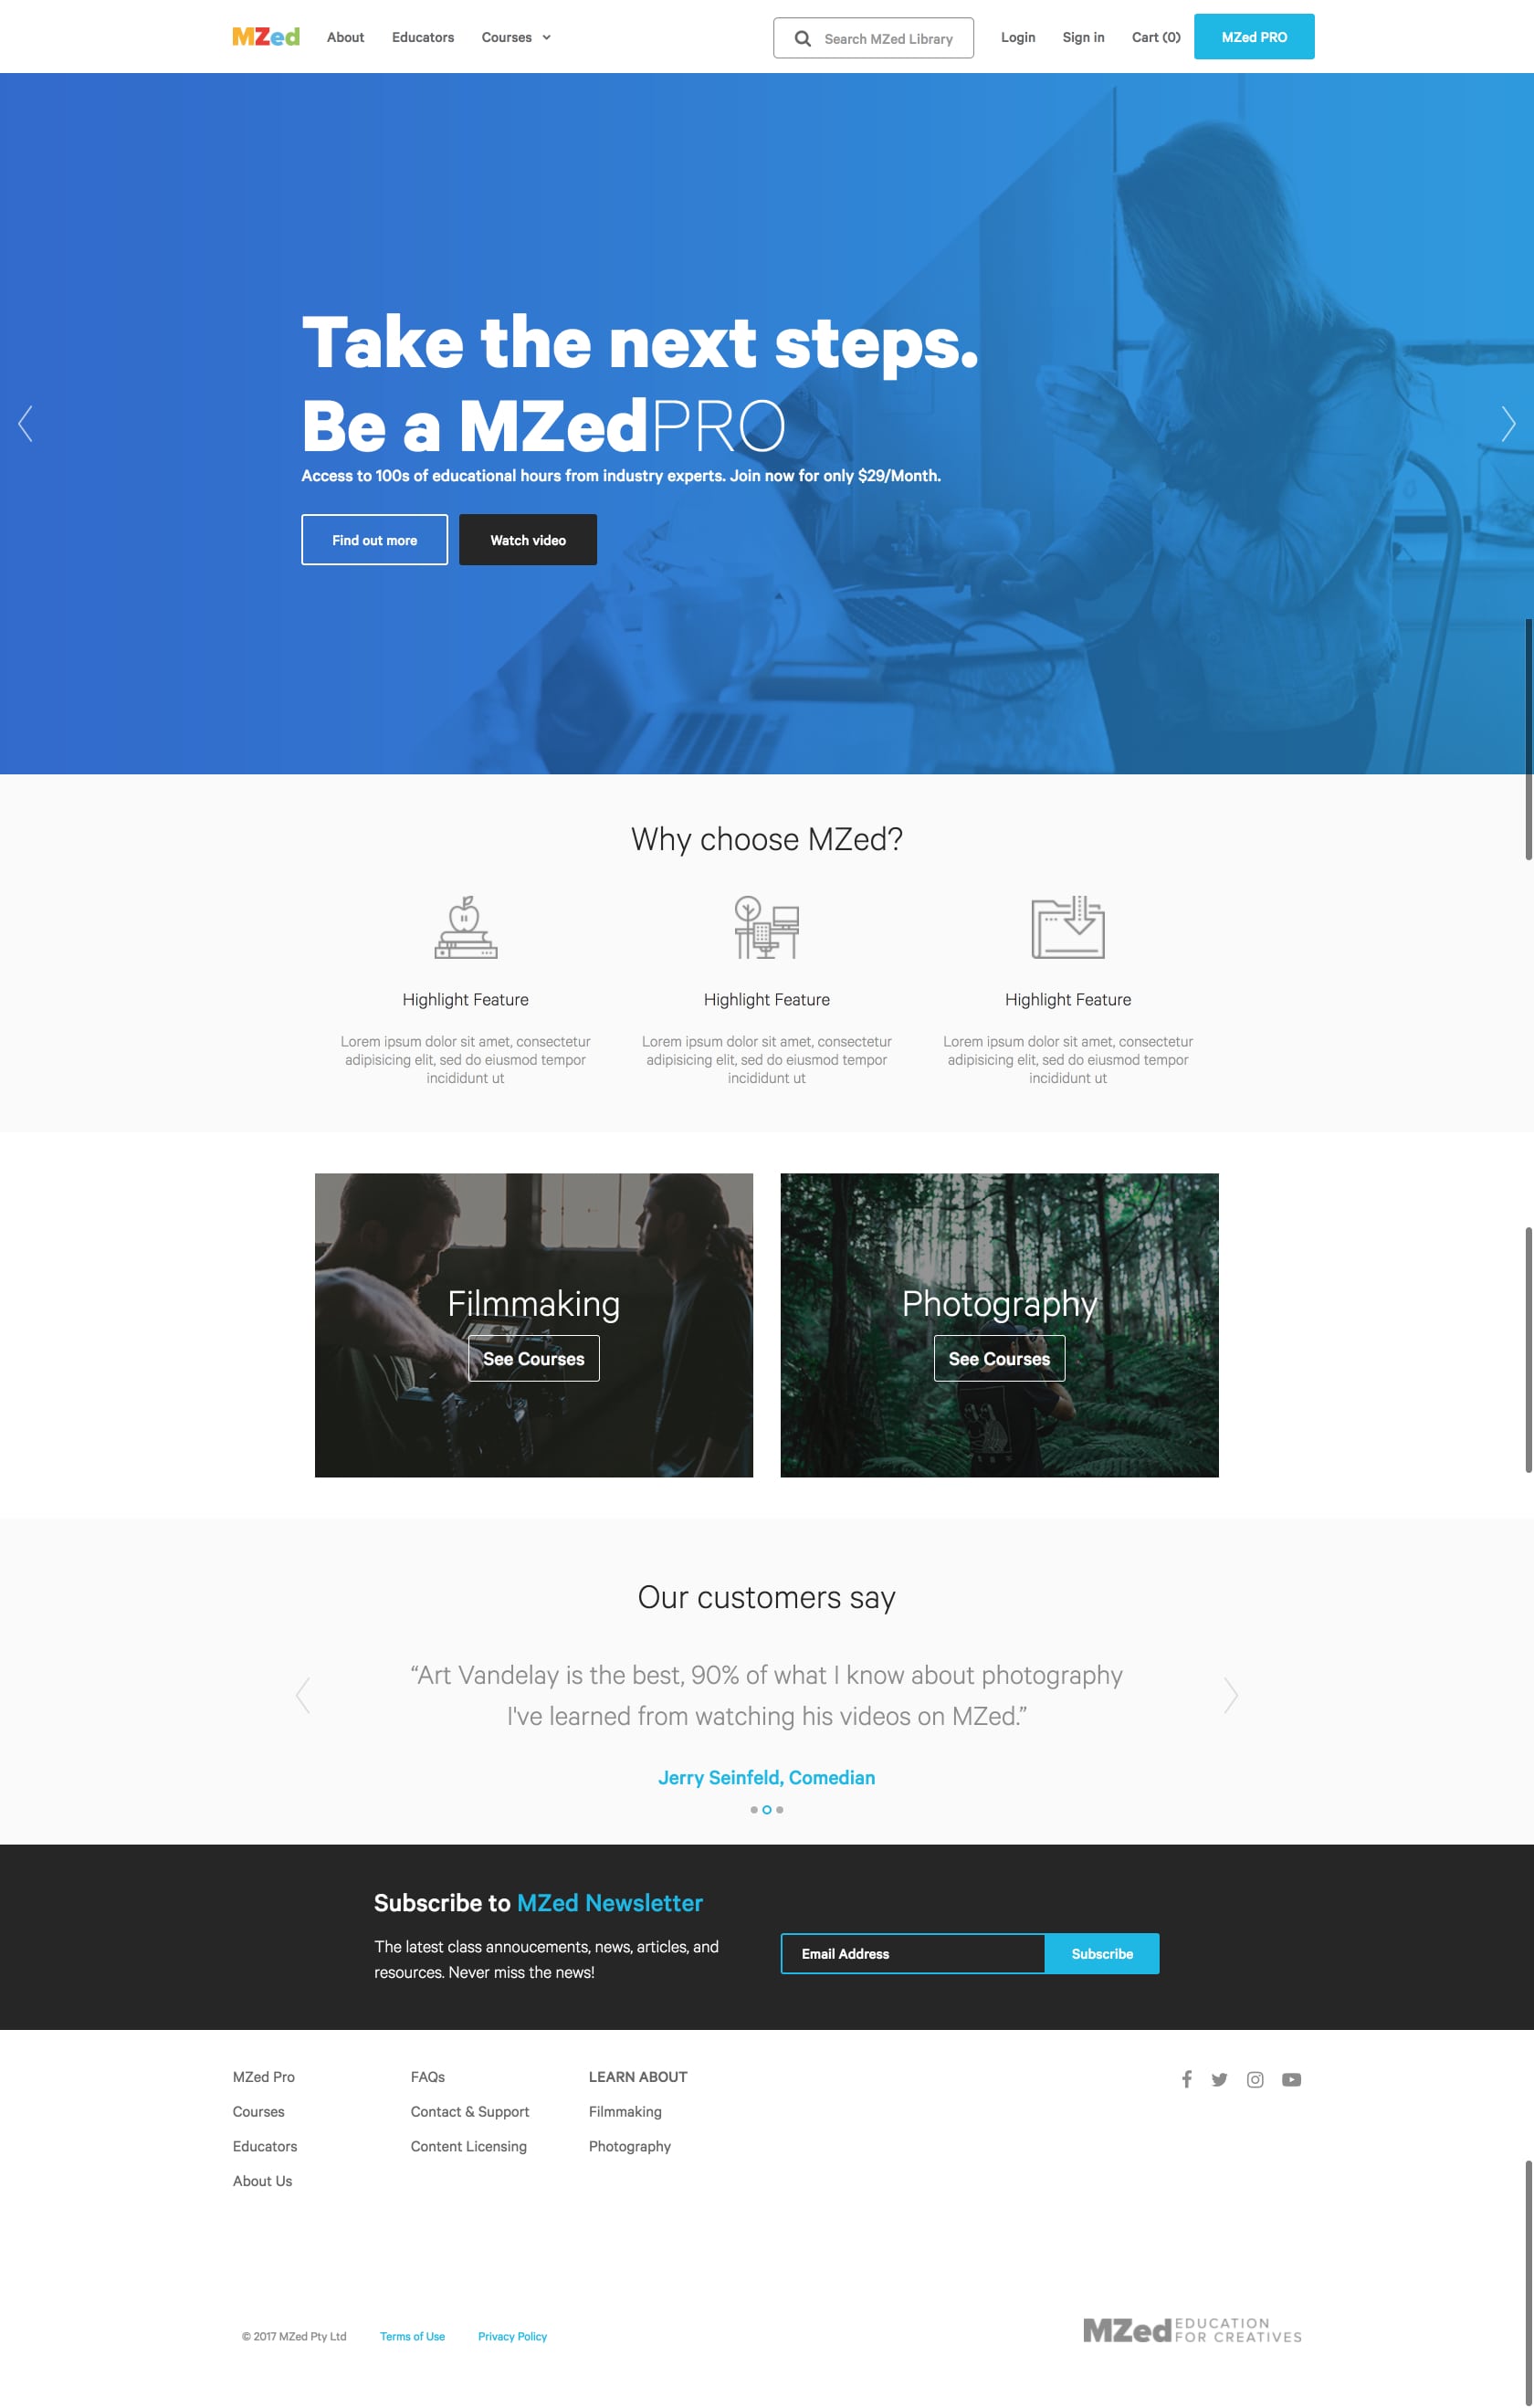 MZed About Educators Courses Search MZed Library Login Sign in Cart (0) MZed PRO
Take the next steps.
Be a MZedPRO
Access to 100s of educational hours from industry experts. Join now for only $29/Month.
Find out more Watch video
Why choose MZed?
Highlight Feature Highlight Feature Highlight Feature
Lorem ipsum dolor sit amet, consectetur Lorem ipsum dolor sit amet, consectetur Lorem ipsum dolor sit amet, consectetur
adipisicing elit, sed do eiusmod tempor adipisicing elit, sed do eiusmod tempor adipisicing elit, sed do eiusmod tempor
incididunt ut incididunt ut incididunt ut
Filmmaking Photography
See Courses See Courses
Our customers say
“Art Vandelay is the best, 90% of what I know about photography
I've learned from watching his videos on MZed.”
Jerry Seinfeld, Comedian
Subscribe to MZed Newsletter
The latest class annoucements, news, articles, and
resources. Never miss the news!
Email Address Subscribe
MZed Pro FAQs LEARN ABOUT
Courses Contact & Support Filmmaking
Educators Content Licensing Photography
About Us
© 2017 MZed Pty Ltd Terms of Use Privacy Policy
MZed EDUCATION
FOR CREATIVES